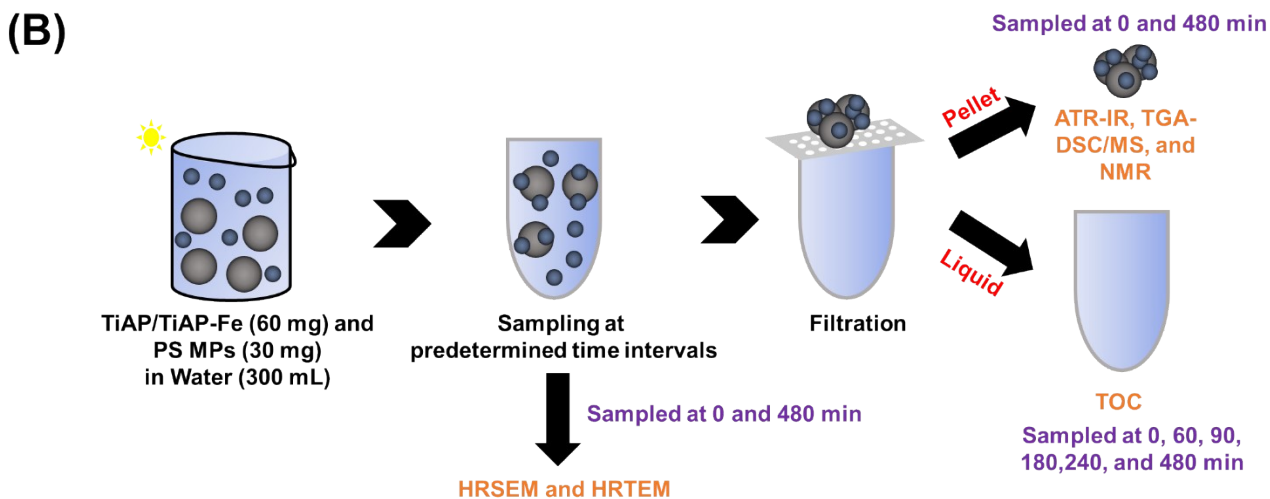 (B)
Sampled at 0 and 480 min
Pellet
ATR-IR, TGA-
DSC/MS, and
NMR
Liquid
TiAP/TiAP-Fe (60 mg) and
PS MPs (30 mg)
in Water (300 mL)
Sampling at
predetermined time intervals
Filtration
Sampled at 0 and 480 min
HRSEM and HRTEM
TOC
Sampled at 0, 60, 90,
180,240, and 480 min